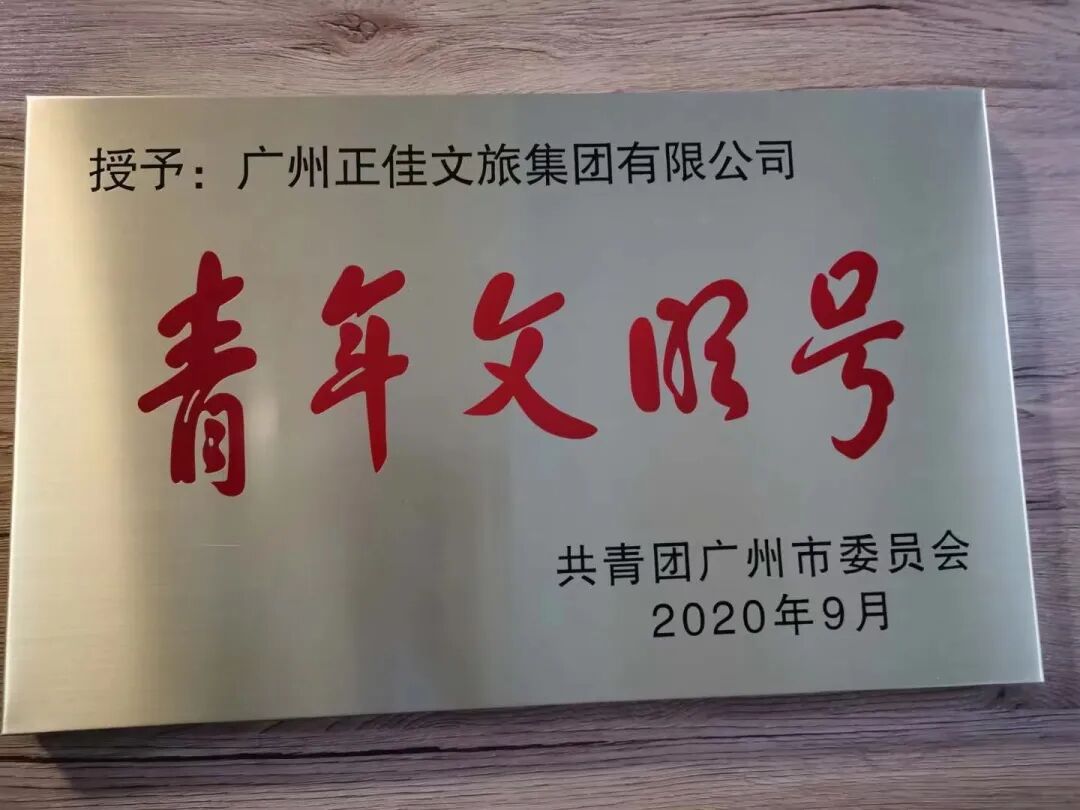 授予：广州正佳文旅集团有限公司
青年文明号
共青团广州市委员会
2020年9月